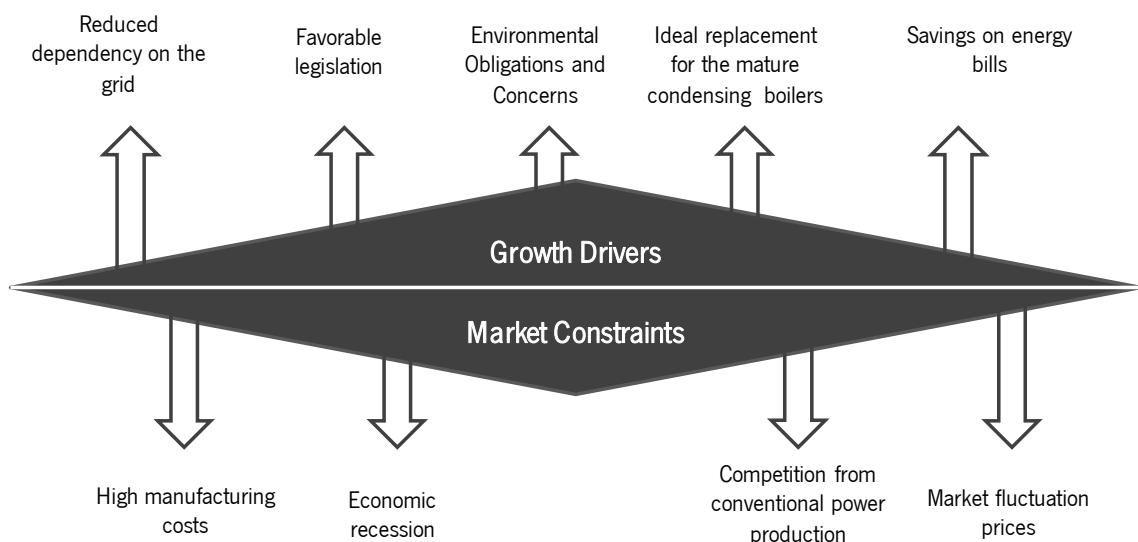 Reduced
dependency on the
grid
Favorable
legislation
Environmental
Obligations and
Concerns
Ideal replacement
for the mature
condensing boilers
Savings on energy
bills
Growth Drivers
Market Constraints
High manufacturing
costs
Economic
recession
Competition from
conventional power
production
Market fluctuation
prices